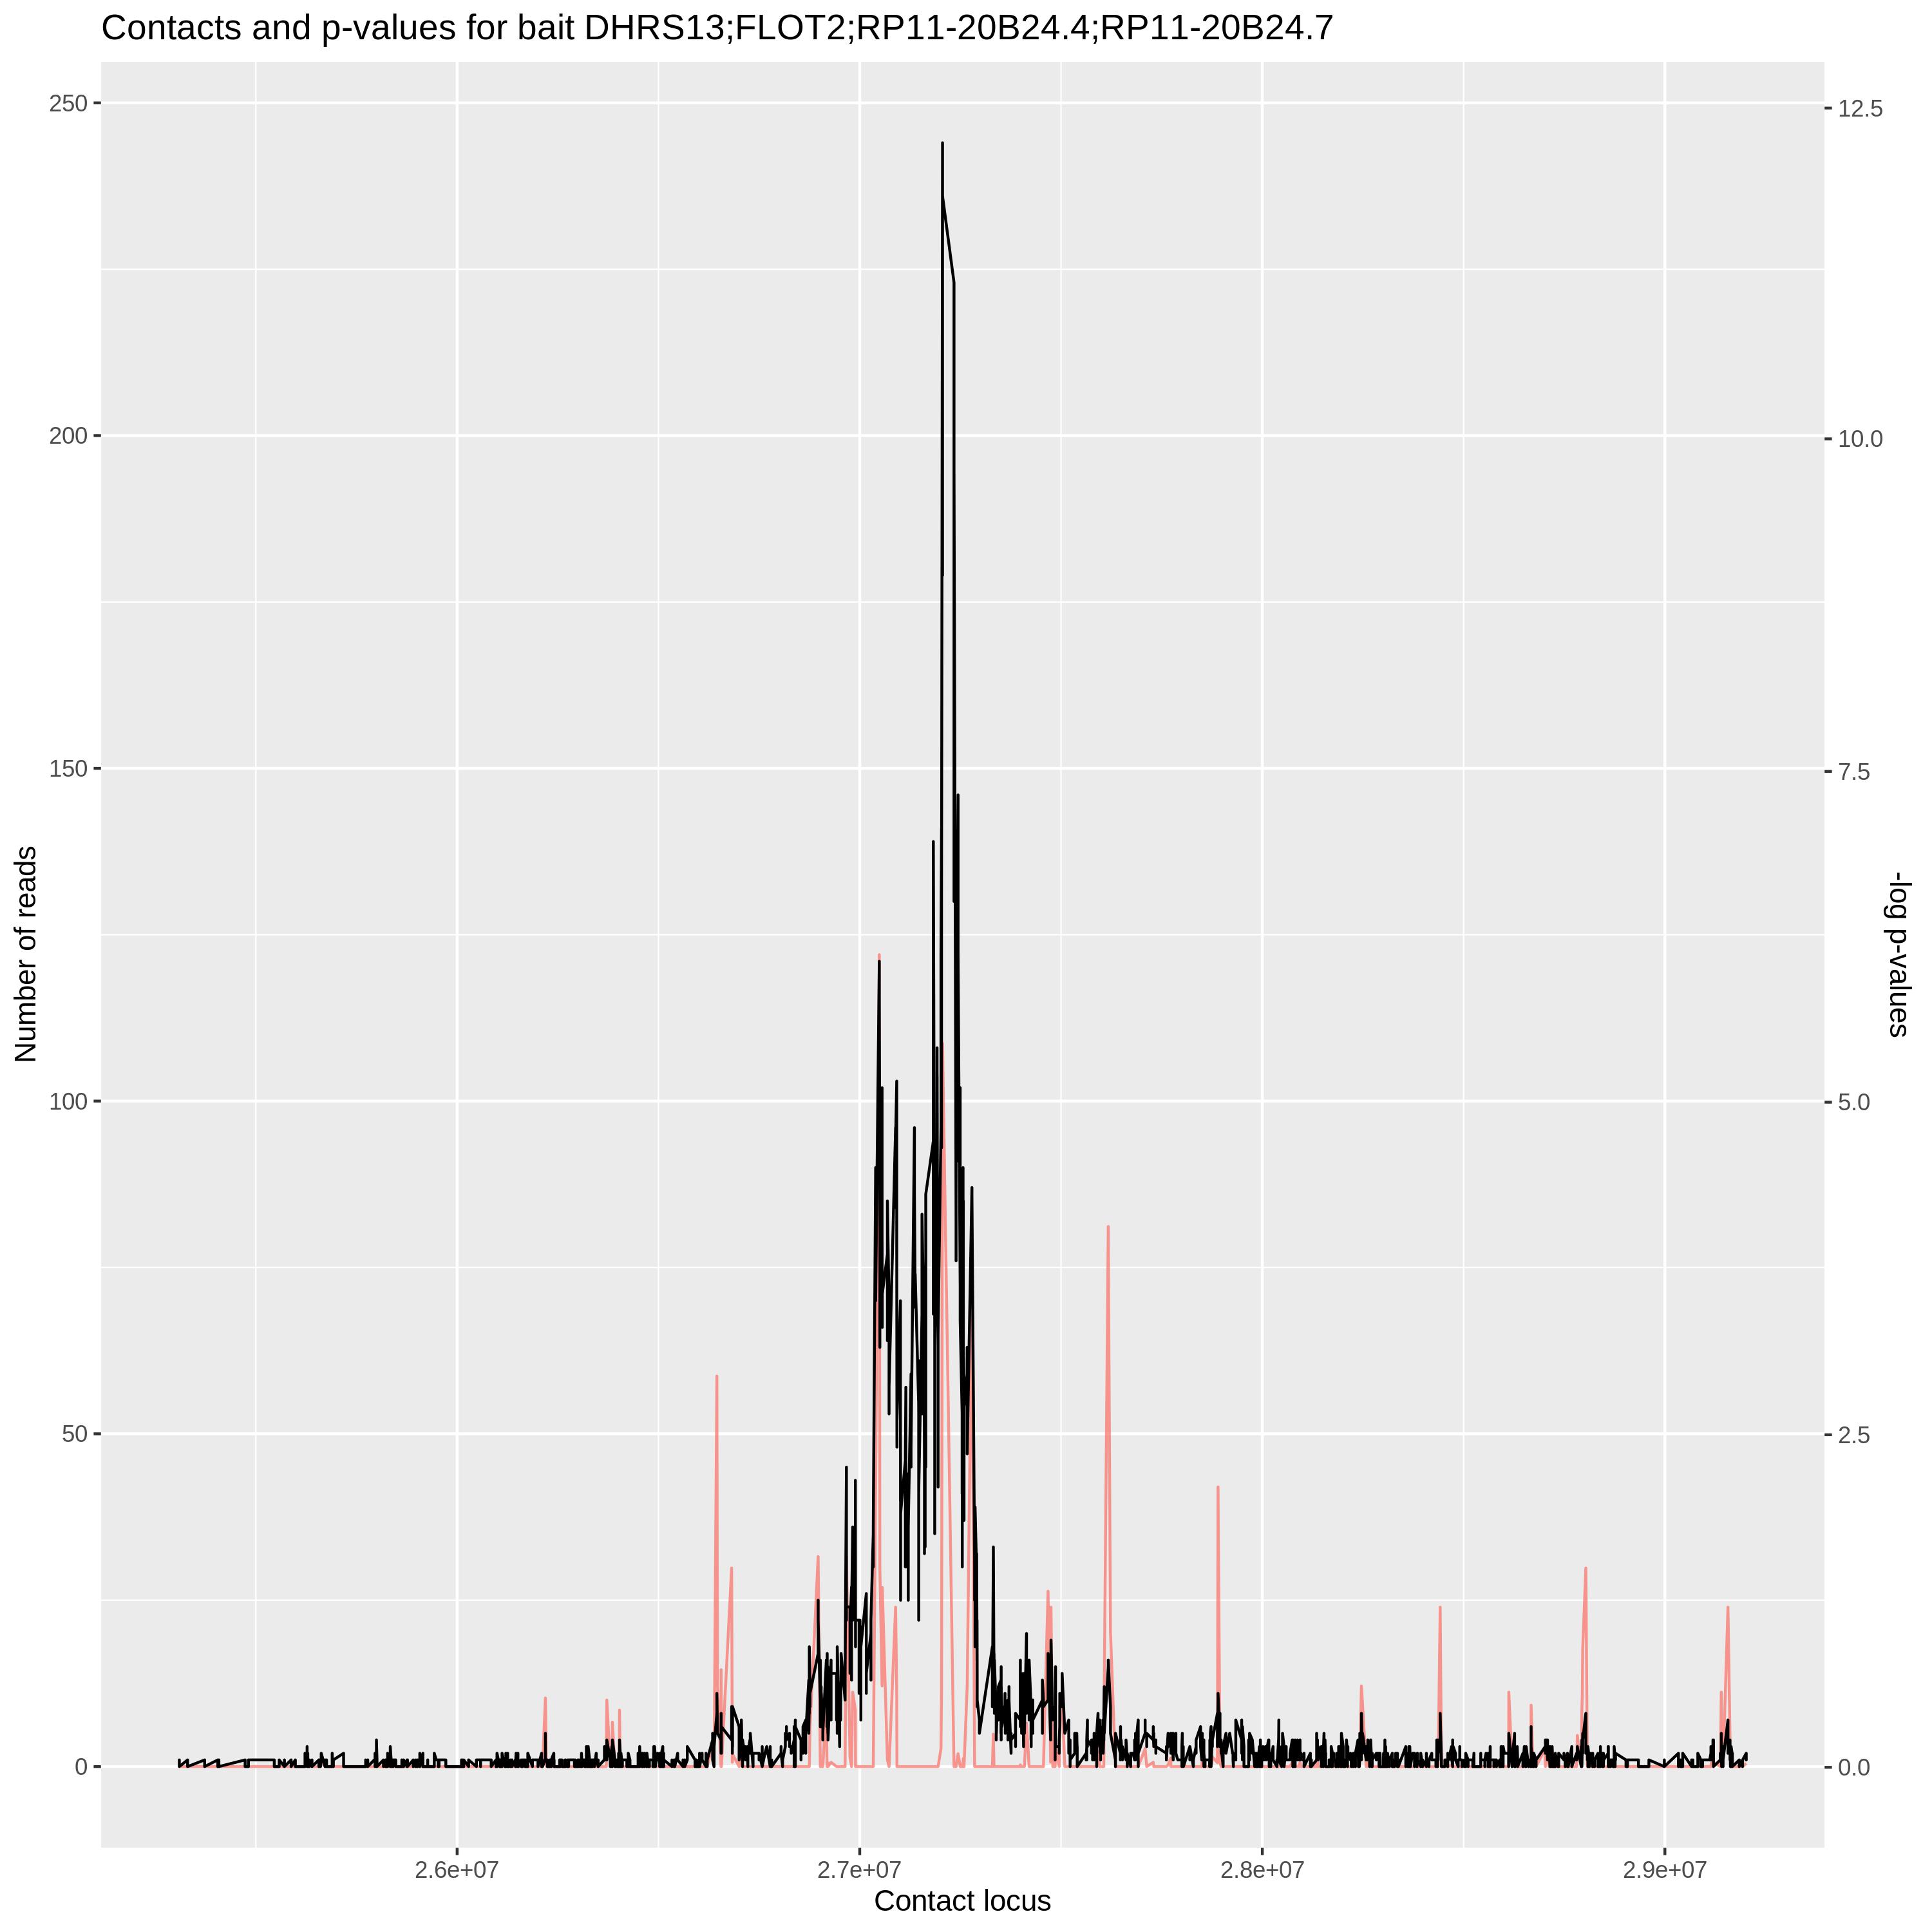 Contacts and p-values for bait DHRS13;FLOT2;RP11-20B24.4;RP11-20B24.7
250
200
150
100
50
0
Number of reads
12.5
10.0
7.5
5.0
2.5
0.0
-log p-values
2.6e+07
2.7e+07
2.8e+07
2.9e+07
Contact locus